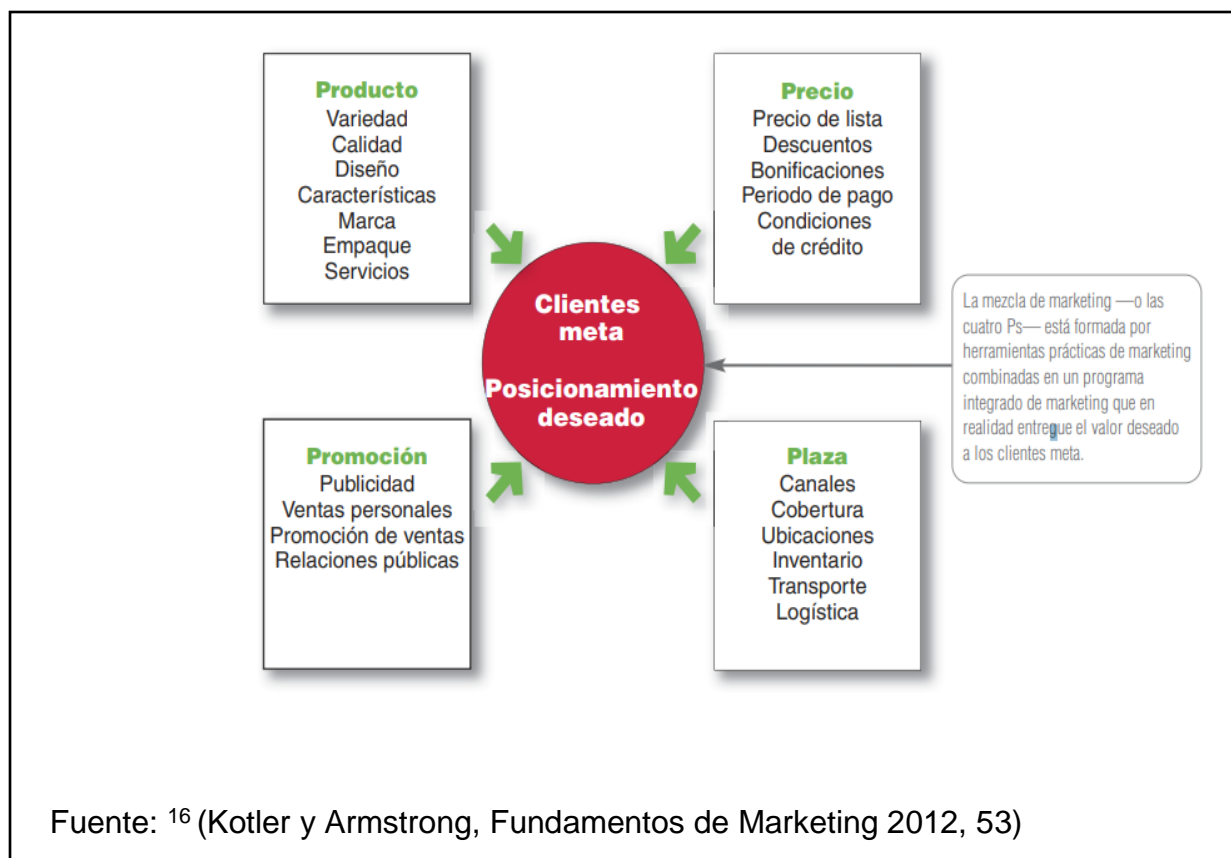 Producto
Variedad
Calidad
Diseño
Características
Marca
Empaque
Servicios
Precio
Precio de lista
Descuentos
Bonificaciones
Periodo de pago
Condiciones
de crédito
Clientes
meta
Posicionamiento
deseado
La mezcla de marketing —o las
cuatro Ps— está formada por
herramientas prácticas de marketing
combinadas en un programa
integrado de marketing que en
realidad entregue el valor deseado
a los clientes meta.
Promoción
Publicidad
Ventas personales
Promoción de ventas
Relaciones públicas
Plaza
Canales
Cobertura
Ubicaciones
Inventario
Transporte
Logística
Fuente: 16 (Kotler y Armstrong, Fundamentos de Marketing 2012, 53)